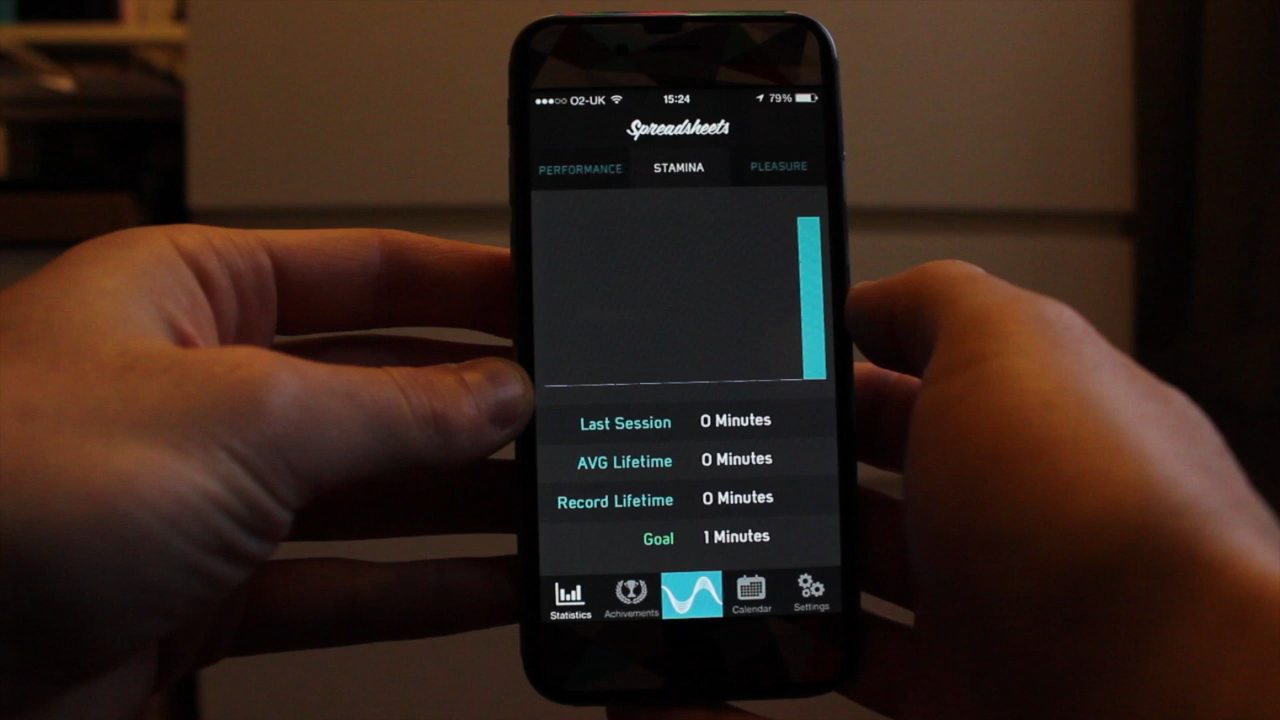 O2-UK 15:24 79%
Spreadsheets
PERFORMANCE STAMINA PLEASURE
Last Session 0 Minutes
AVG Lifetime 0 Minutes
Record Lifetime 0 Minutes
Goal 1 Minutes
Statistics Achivements Calendar Settings